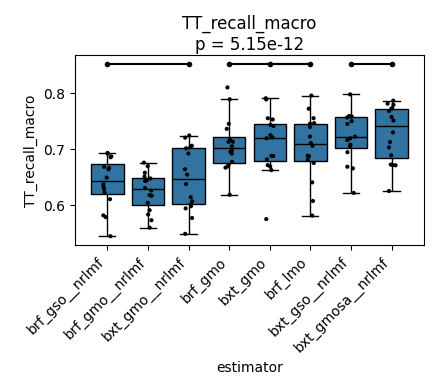 TT_recall_macro
p = 5.15e-12
TT_recall_macro
0.8
0.7
0.6
brf_gso__nrlmf
brf_gmo__nrlmf
bxt_gmo__nrlmf
brf_gmo
bxt_gmo
brf_lmo
bxt_gso__nrlmf
bxt_gmosa__nrlmf
estimator